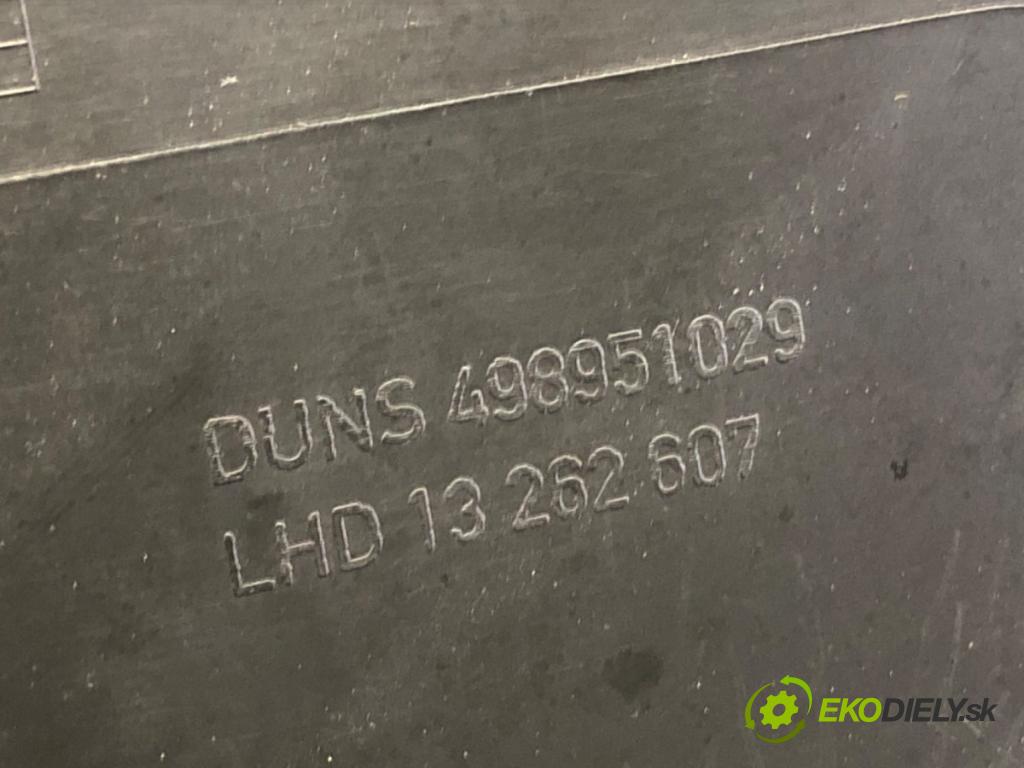 DUNS 498951029
LHD 13 262 607
EKODIELY.sk